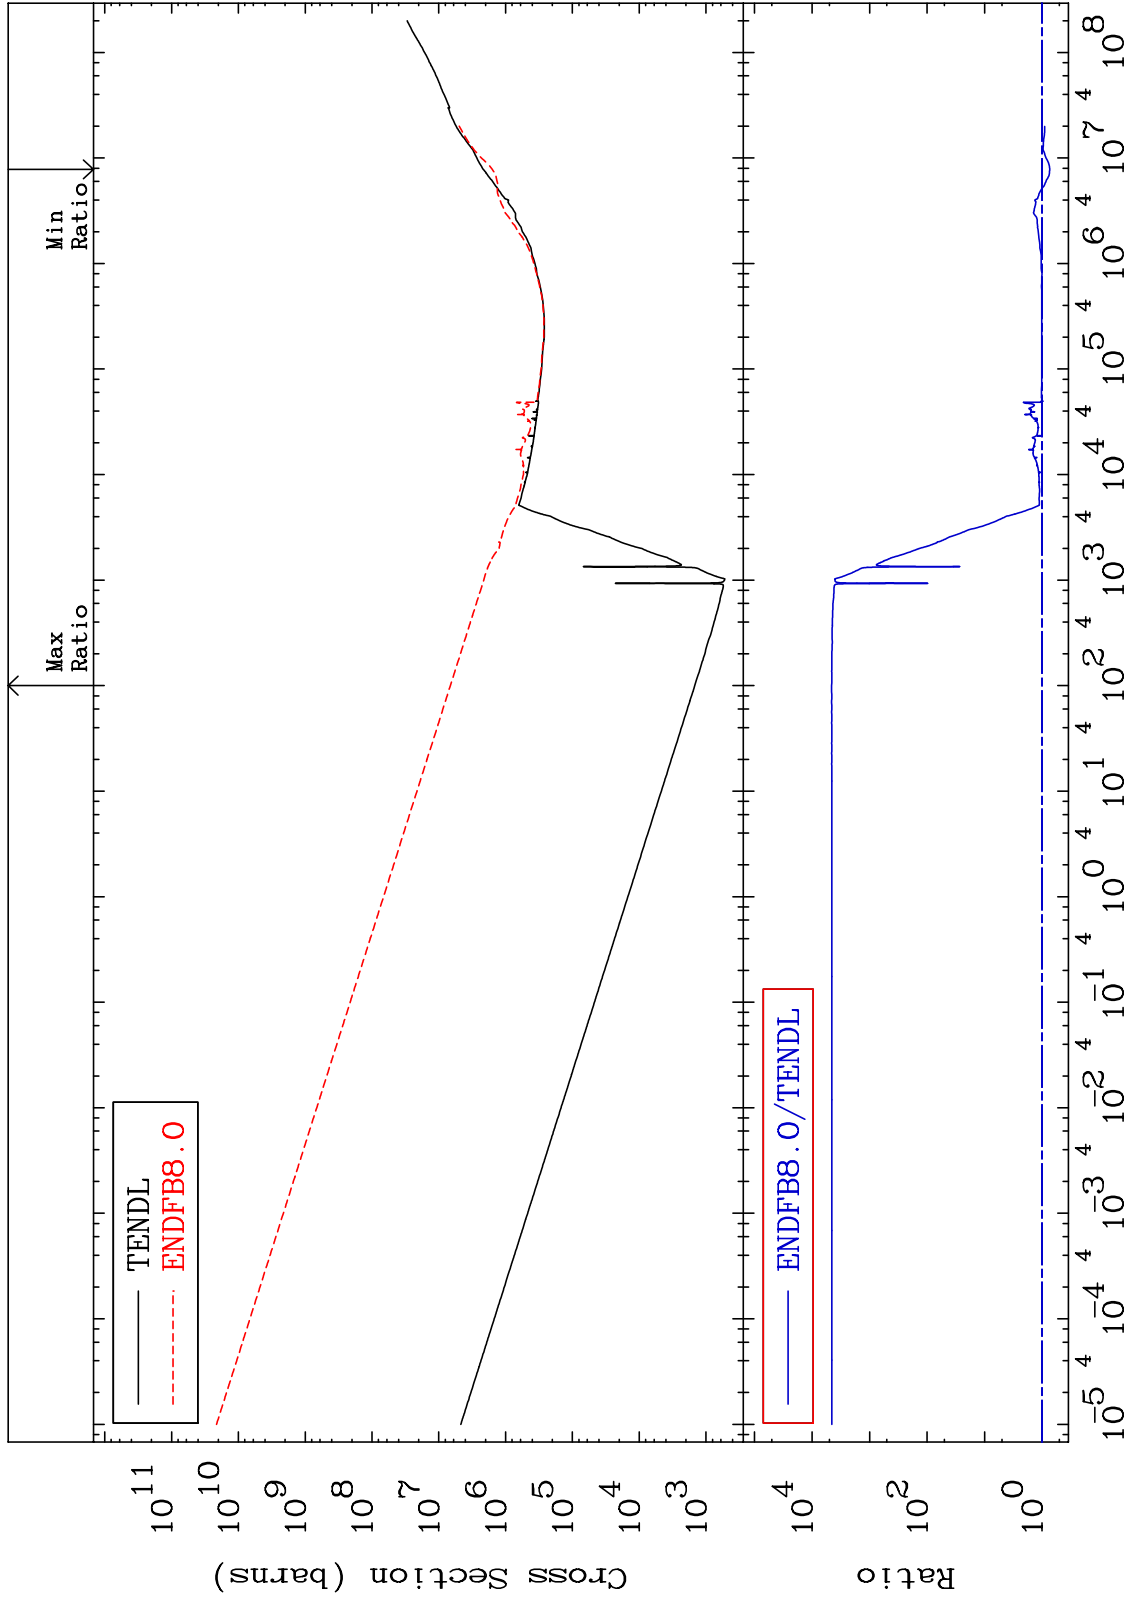 Max
Ratio
Min
Ratio
TENDL
ENDFB8.0
Cross Section (barns)
10^11
10^10
10^9
10^8
10^7
10^6
10^5
10^4
10^3
ENDFB8.0/TENDL
Ratio
10^4
10^2
10^0
10^-5 4 10^-4 4 10^-3 4 10^-2 4 10^-1 4 10^0 4 10^1 4 10^2 4 10^3 4 10^4 4 10^5 4 10^6 4 10^7 4 10^8